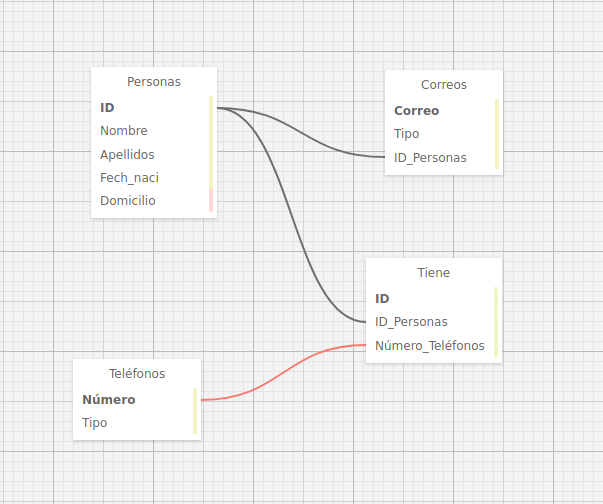 Personas
ID
Nombre
Apellidos
Fech_naci
Domicilio
Correos
Correo
Tipo
ID_Personas
Tiene
ID
ID_Personas
Número_Teléfonos
Teléfonos
Número
Tipo